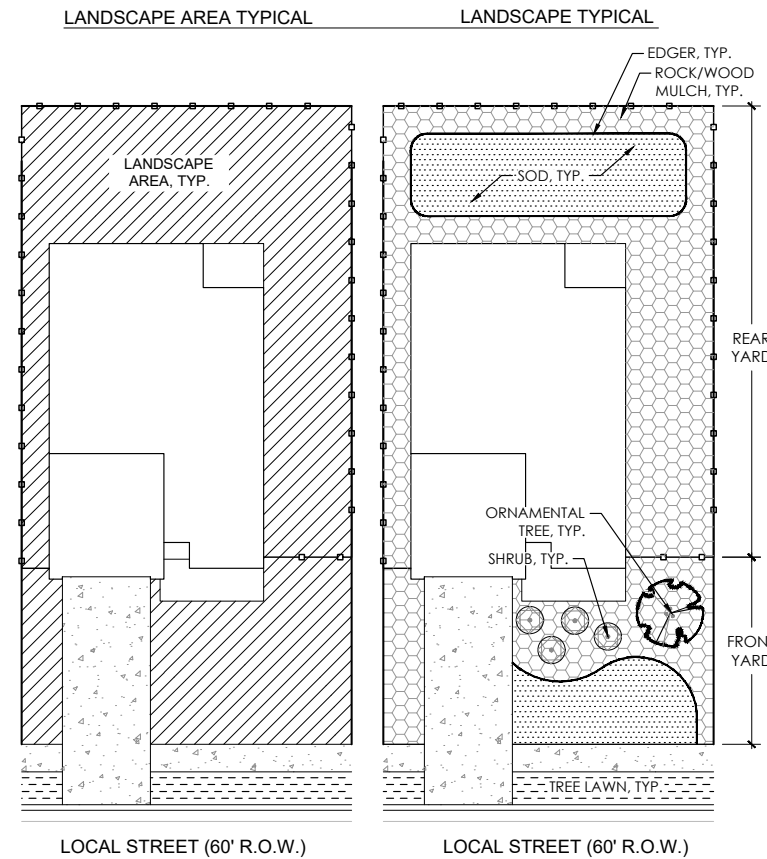 LANDSCAPE AREA TYPICAL
LANDSCAPE TYPICAL
EDGER, TYP.
ROCK/WOOD
MULCH, TYP.
LANDSCAPE
AREA, TYP.
SOD, TYP.
REAR
YARD
ORNAMENTAL
TREE, TYP.
SHRUB, TYP.
FRON
YARD
TREE LAWN, TYP.
LOCAL STREET (60' R.O.W.)
LOCAL STREET (60' R.O.W.)